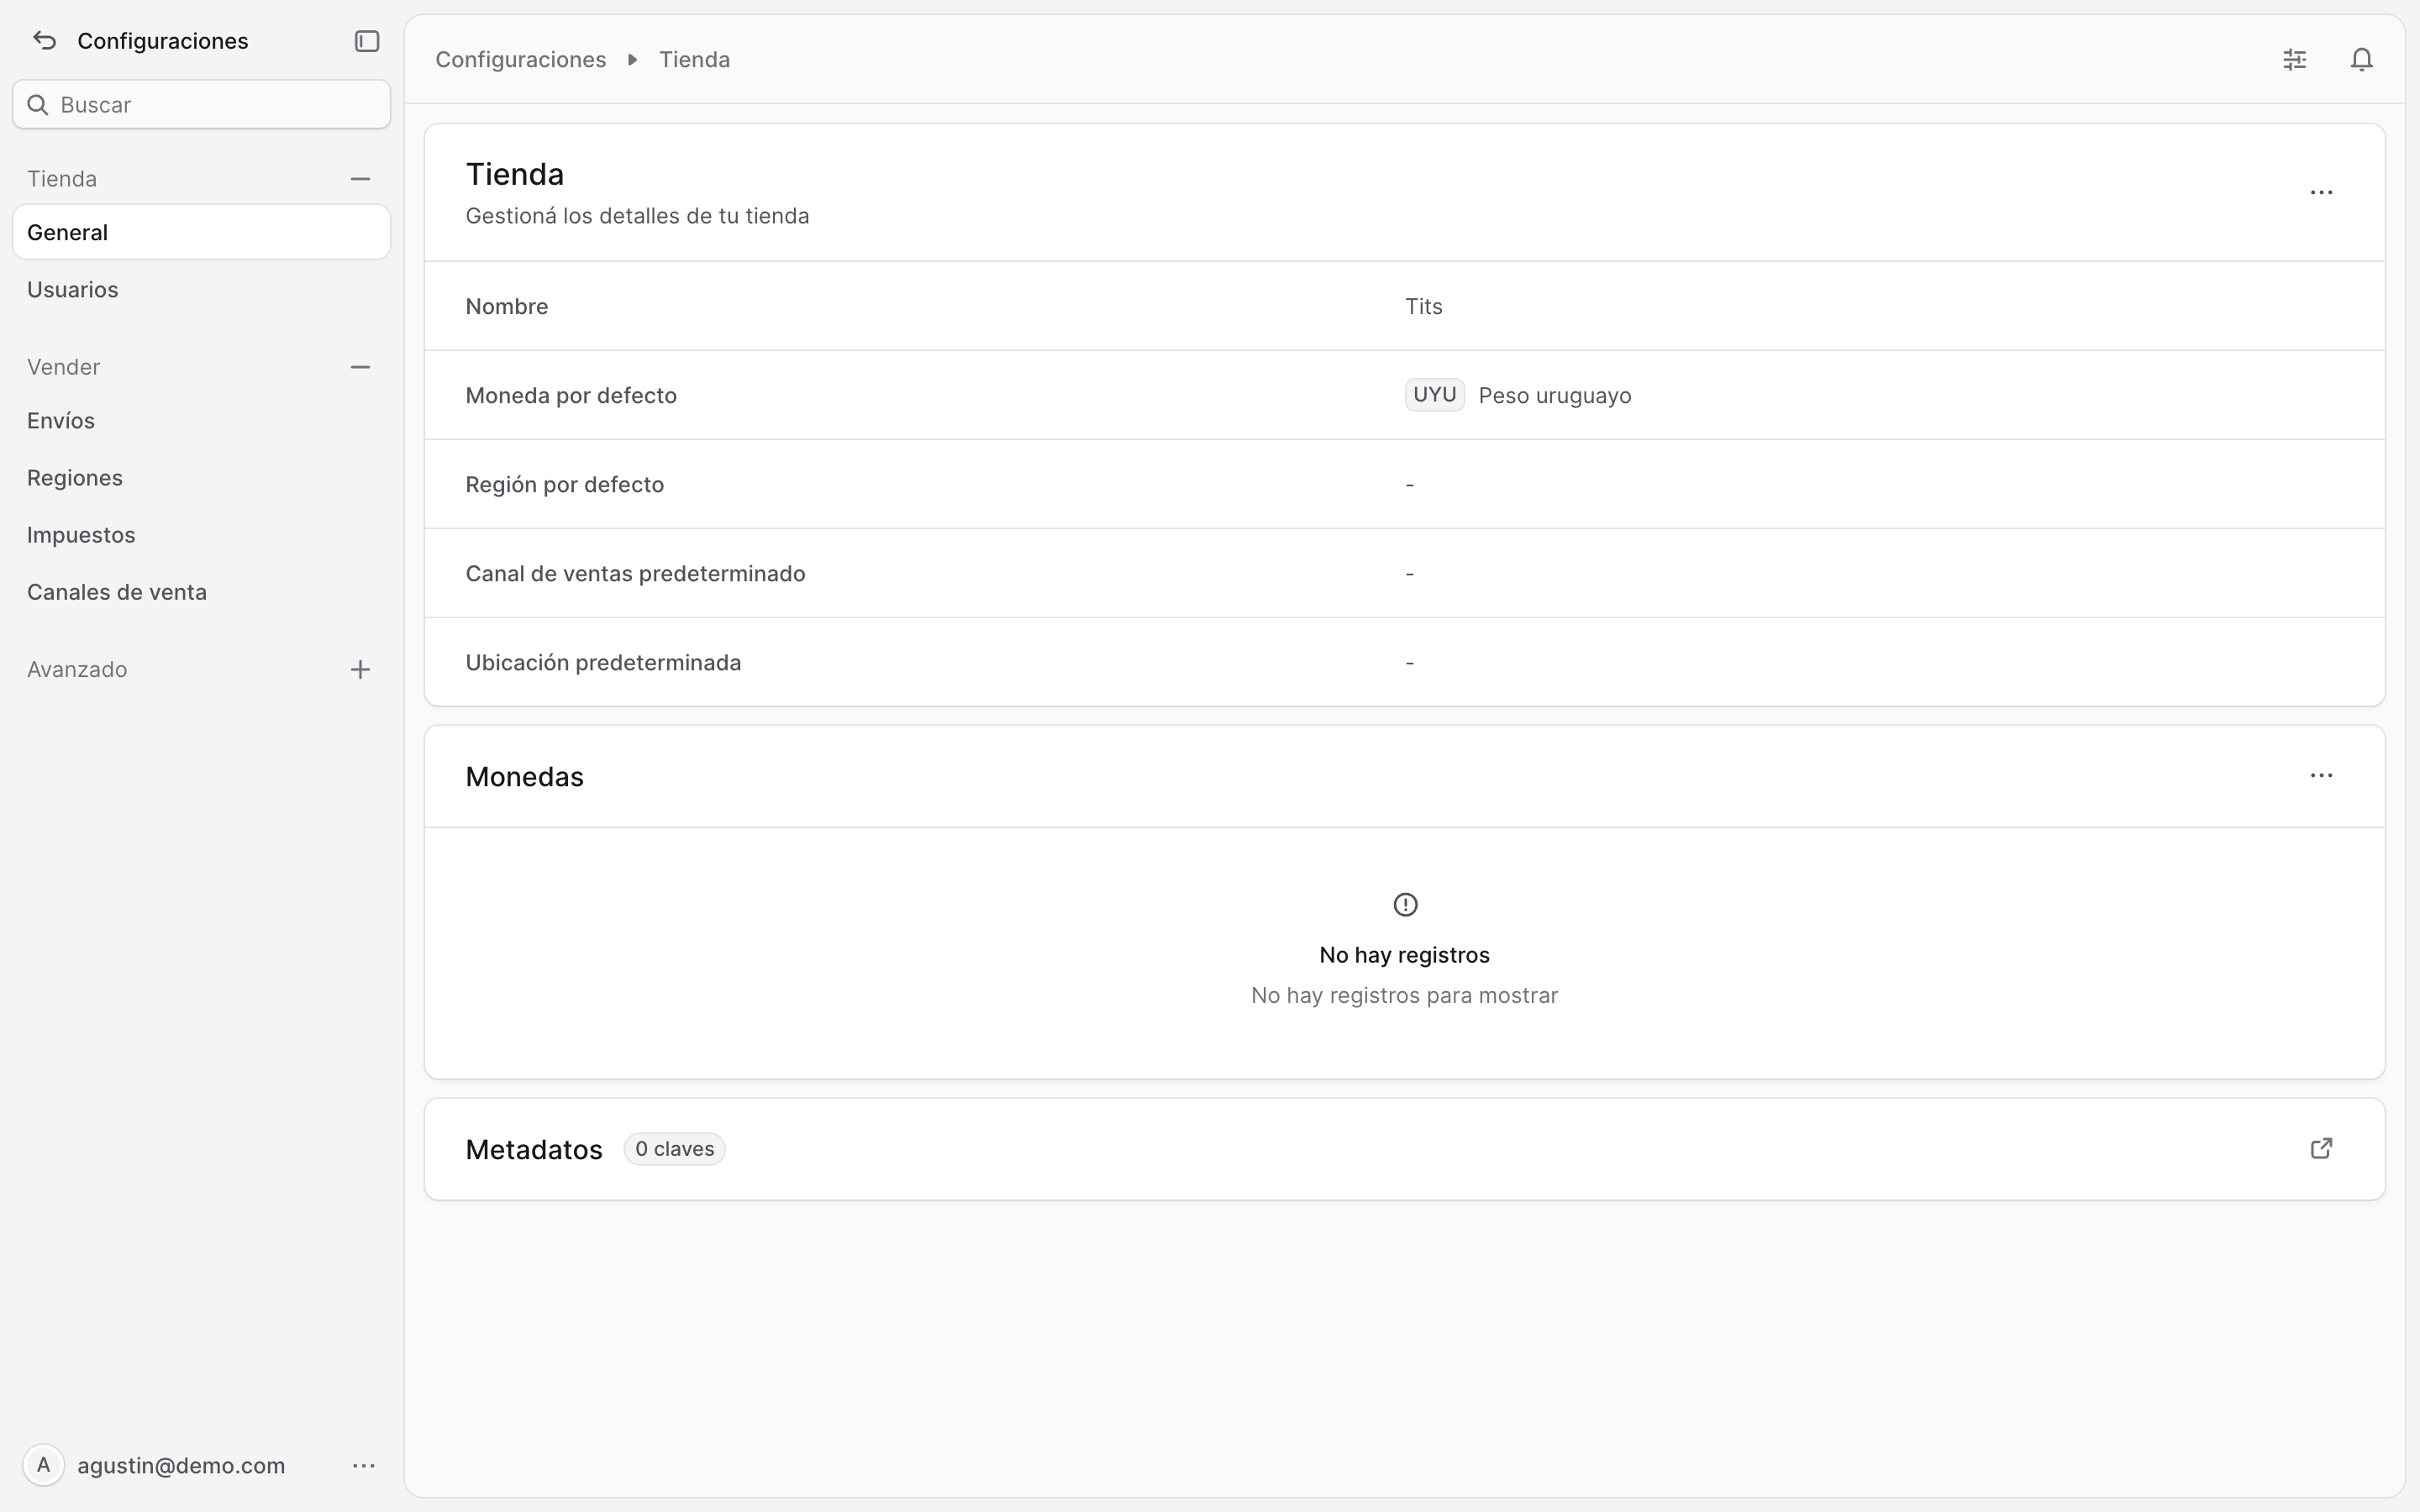 Configuraciones
Buscar
Tienda
General
Usuarios
Vender
Envíos
Regiones
Impuestos
Canales de venta
Avanzado
A agustin@demo.com
Configuraciones Tienda
Tienda
Gestioná los detalles de tu tienda
Nombre Tits
Moneda por defecto UYU Peso uruguayo
Región por defecto -
Canal de ventas predeterminado -
Ubicación predeterminada -
Monedas
No hay registros
No hay registros para mostrar
Metadatos 0 claves